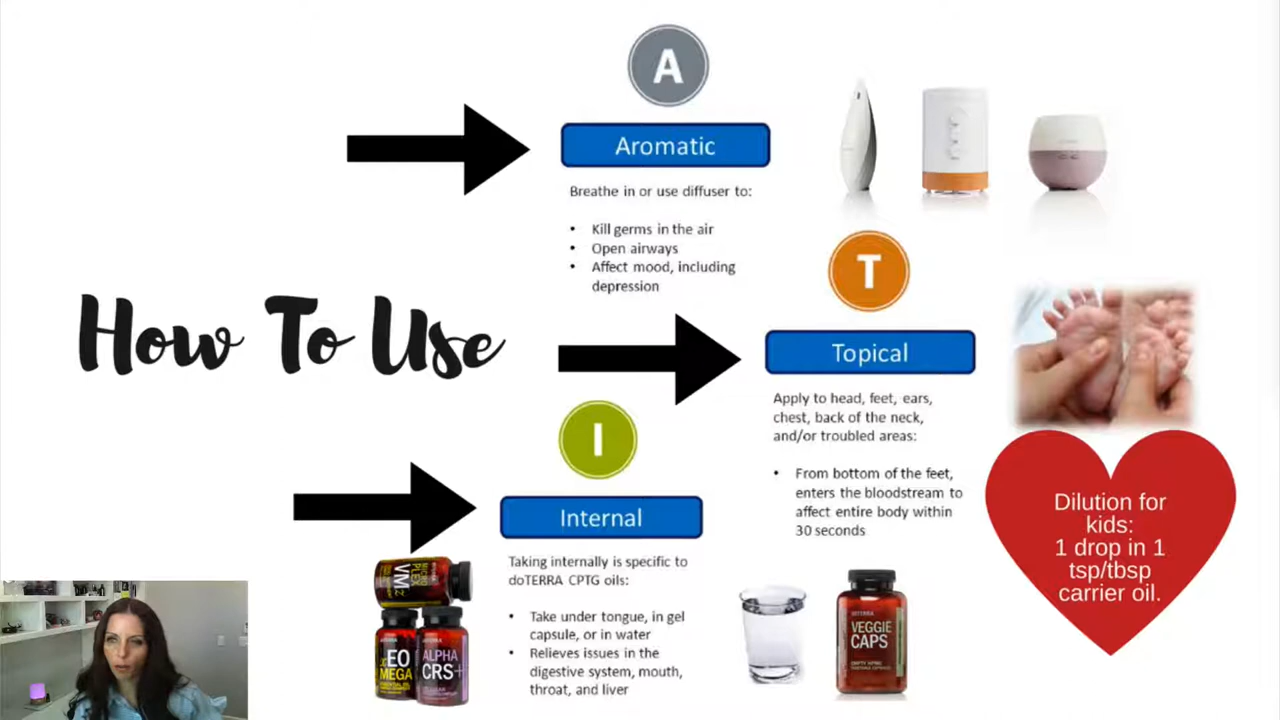 How To Use
A
Aromatic
Breathe in or use diffuser to:
• Kill germs in the air
• Open airways
• Affect mood, including
depression
T
Topical
Apply to head, feet, ears,
chest, back of the neck,
and/or troubled areas:
• From bottom of the feet,
enters the bloodstream to
affect entire body within
30 seconds
Dilution for
kids:
1 drop in 1
tsp/tbsp
carrier oil.
I
Internal
Taking internally is specific to
doTERRA CPTG oils:
• Take under tongue, in gel
capsule, or in water
• Relieves issues in the
digestive system, mouth,
throat, and liver
MICRO
PLEX
VMz
xEO
MEGA
ALPHA
CRS+
VEGGIE
CAPS